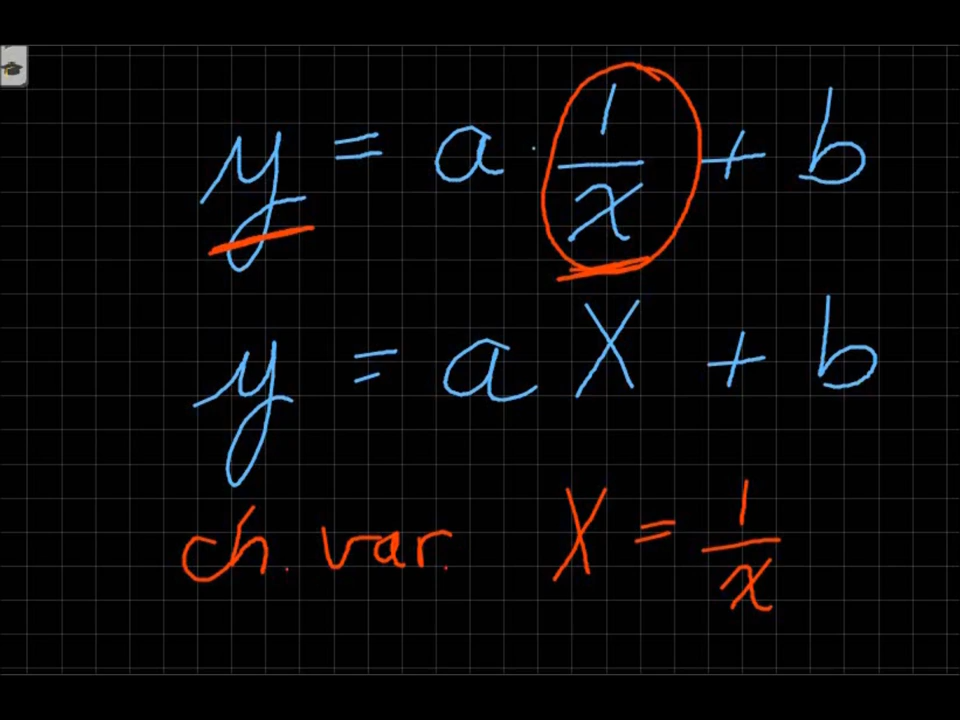 y = a · 1/x + b
y = a X + b
ch. var. X = 1/x